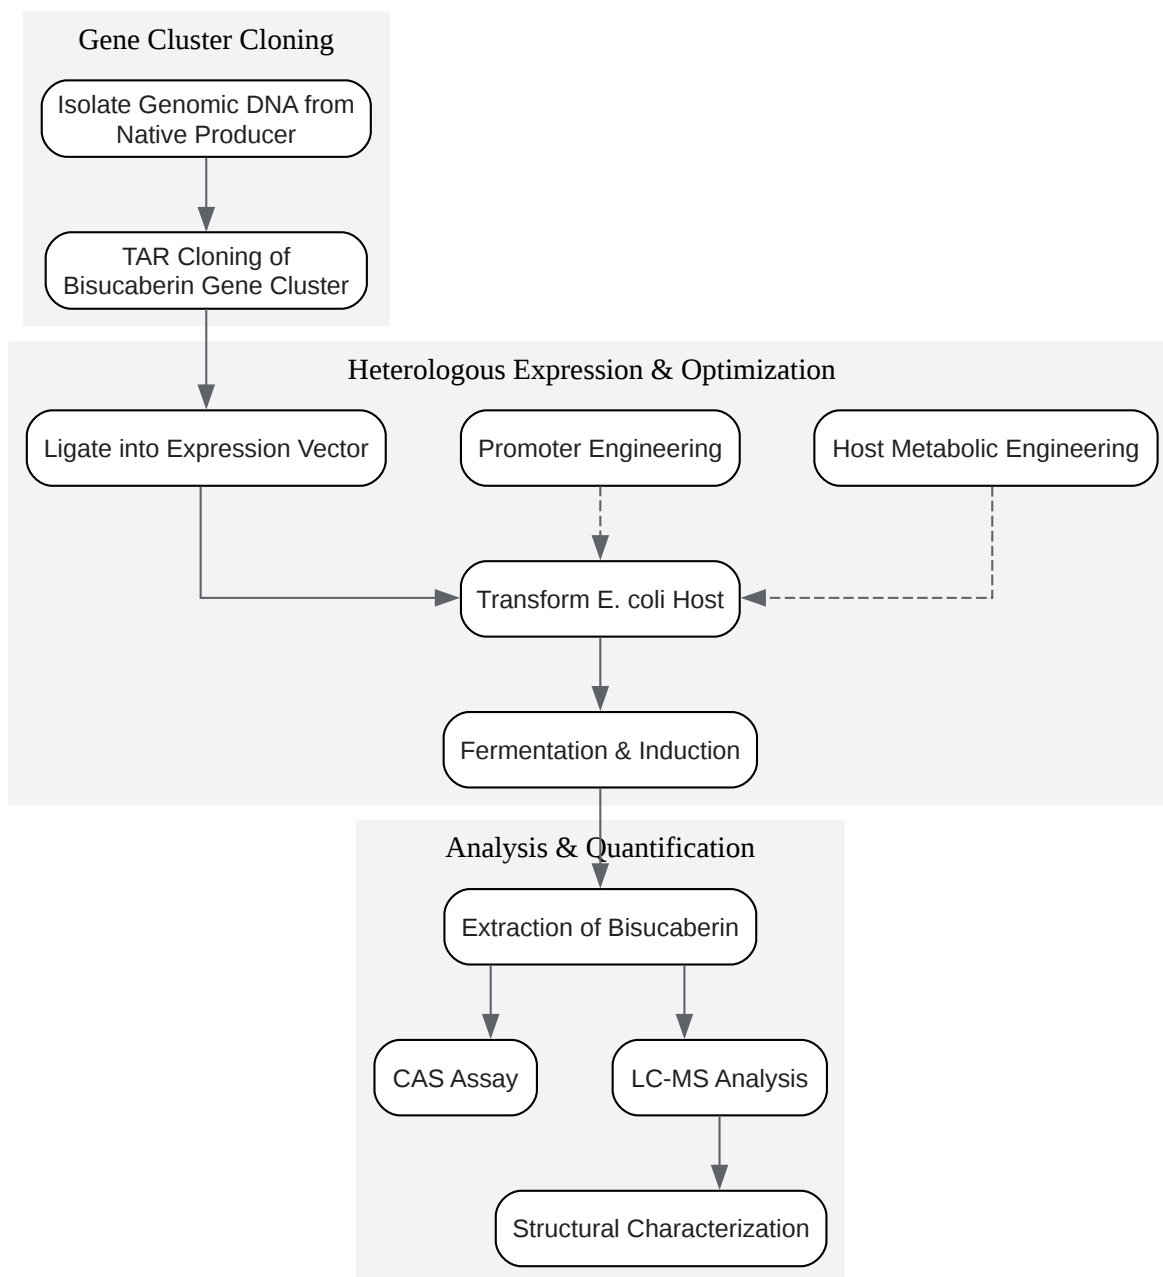 Gene Cluster Cloning
Isolate Genomic DNA from
Native Producer
TAR Cloning of
Bisucaberin Gene Cluster
Heterologous Expression & Optimization
Ligate into Expression Vector
Promoter Engineering
Host Metabolic Engineering
Transform E. coli Host
Fermentation & Induction
Analysis & Quantification
Extraction of Bisucaberin
CAS Assay
LC-MS Analysis
Structural Characterization